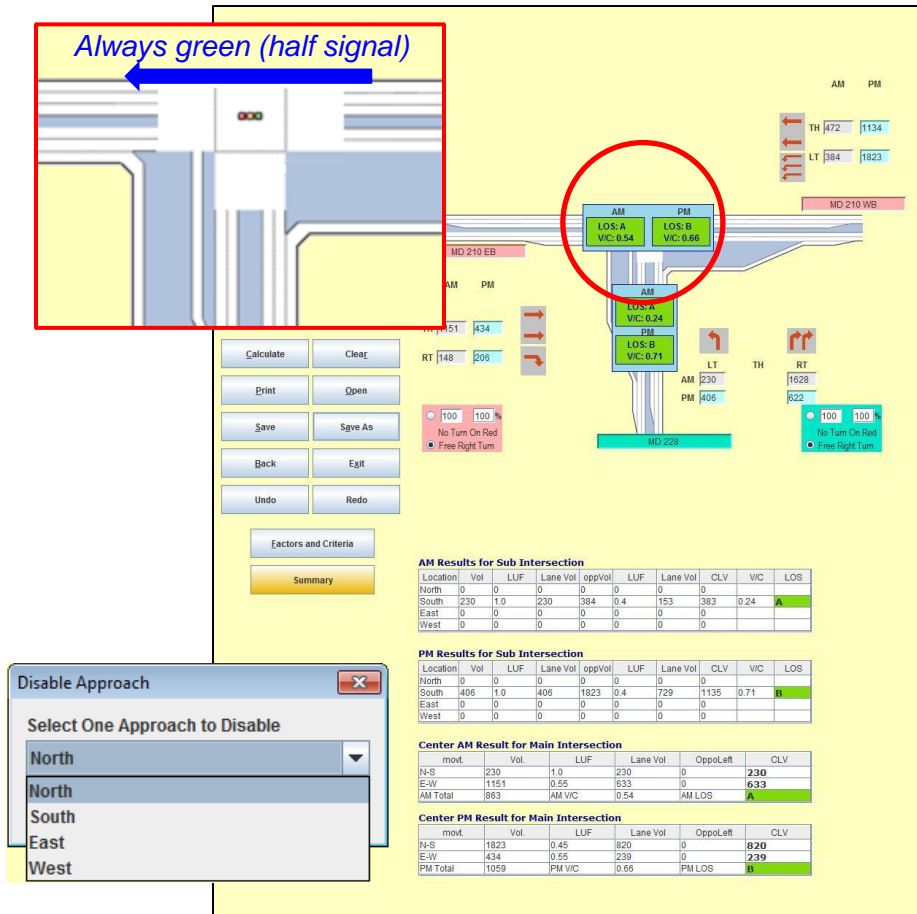 Always green (half signal)
AM PM
TH 472 1134
LT 384 1823
MD 210 WB
AM PM
LOS: A LOS: B
V/C: 0.54 V/C: 0.66
MD 210 EB
AM PM
AM
LOS: A
V/C: 0.24
PM
LOS: B
V/C: 0.71
1151 434
RT 148 206
LT TH RT
AM 230 1628
PM 406 622
100 100 %
No Turn On Red
Free Right Turn
MD 228
100 100 %
No Turn On Red
Free Right Turn
Calculate Clear
Print Open
Save Save As
Back Exit
Undo Redo
Factors and Criteria
Summary
AM Results for Sub Intersection
Location Vol LUF Lane Vol oppVol LUF Lane Vol CLV V/C LOS
North 0 0 0 0 0 0 0
South 230 1.0 230 384 0.4 153 383 0.24 A
East 0 0 0 0 0 0 0
West 0 0 0 0 0 0 0
PM Results for Sub Intersection
Location Vol LUF Lane Vol oppVol LUF Lane Vol CLV V/C LOS
North 0 0 0 0 0 0 0
South 406 1.0 406 1823 0.4 729 1135 0.71 B
East 0 0 0 0 0 0 0
West 0 0 0 0 0 0 0
Center AM Result for Main Intersection
movt. Vol. LUF Lane Vol OppoLeft CLV
N-S 230 1.0 230 0 230
E-W 1151 0.55 633 0 633
AM Total 863 AM V/C 0.54 AM LOS A
Center PM Result for Main Intersection
movt. Vol. LUF Lane Vol OppoLeft CLV
N-S 1823 0.45 820 0 820
E-W 434 0.55 239 0 239
PM Total 1059 PM V/C 0.66 PM LOS B
Disable Approach
Select One Approach to Disable
North
North
South
East
West